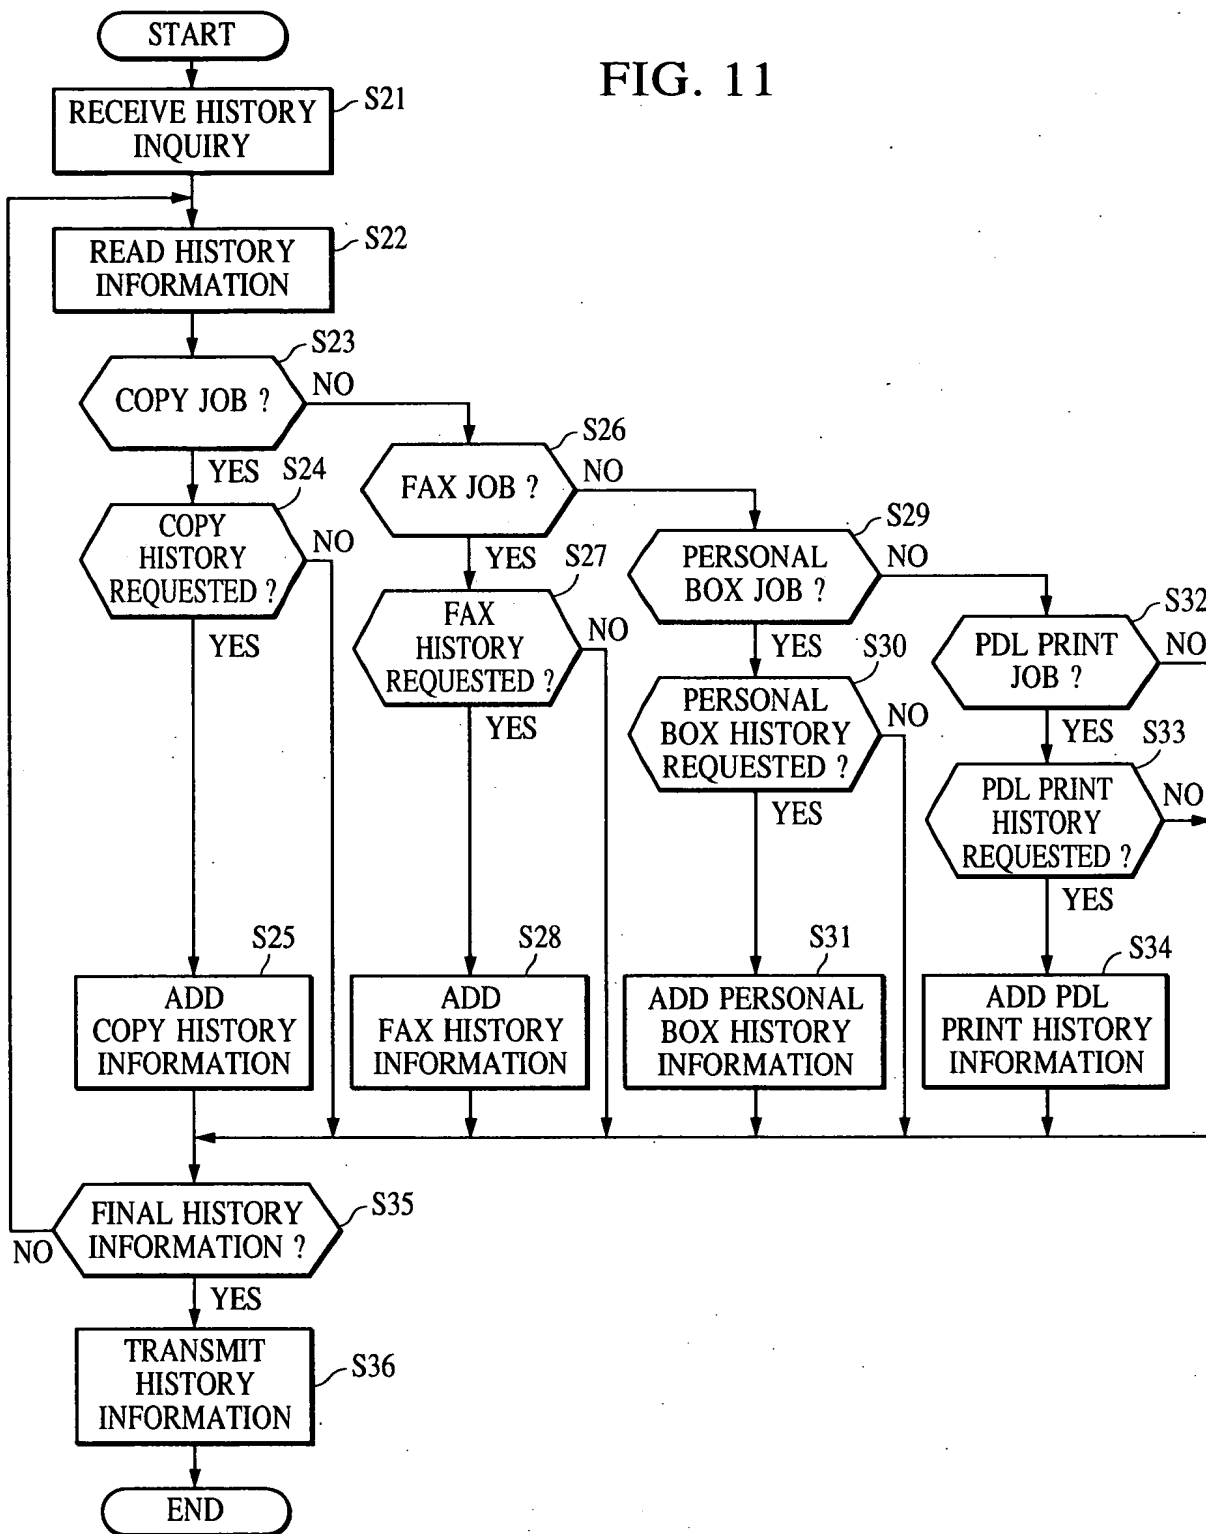 START
FIG. 11
RECEIVE HISTORY
INQUIRY
S21
READ HISTORY
INFORMATION
S22
COPY JOB ?
S23
NO
YES
FAX JOB ?
S26
NO
YES
COPY
HISTORY
REQUESTED ?
S24
NO
YES
PERSONAL
BOX JOB ?
S29
NO
YES
FAX
HISTORY
REQUESTED ?
S27
NO
YES
PDL PRINT
JOB ?
S32
NO
YES
PERSONAL
BOX HISTORY
REQUESTED ?
S30
NO
YES
PDL PRINT
HISTORY
REQUESTED ?
S33
NO
YES
ADD
COPY HISTORY
INFORMATION
S25
ADD
FAX HISTORY
INFORMATION
S28
ADD PERSONAL
BOX HISTORY
INFORMATION
S31
ADD PDL
PRINT HISTORY
INFORMATION
S34
FINAL HISTORY
INFORMATION ?
S35
NO
YES
TRANSMIT
HISTORY
INFORMATION
S36
END